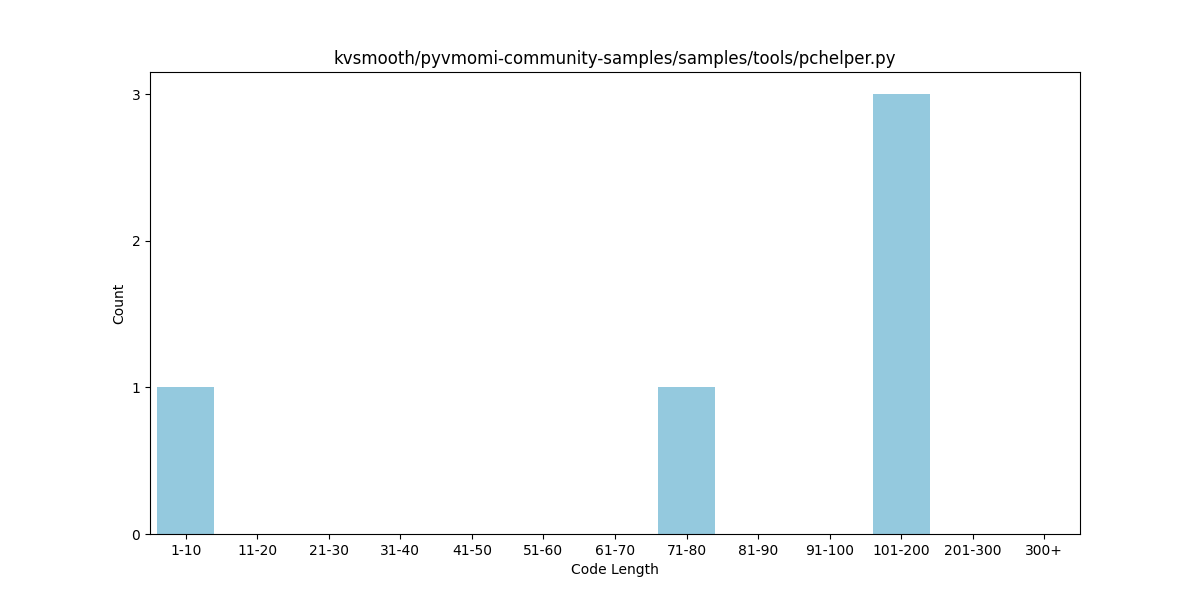 kvsmooth/pyvmomi-community-samples/samples/tools/pchelper.py
3
2
1
0
Count
1-10 11-20 21-30 31-40 41-50 51-60 61-70 71-80 81-90 91-100 101-200 201-300 300+
Code Length